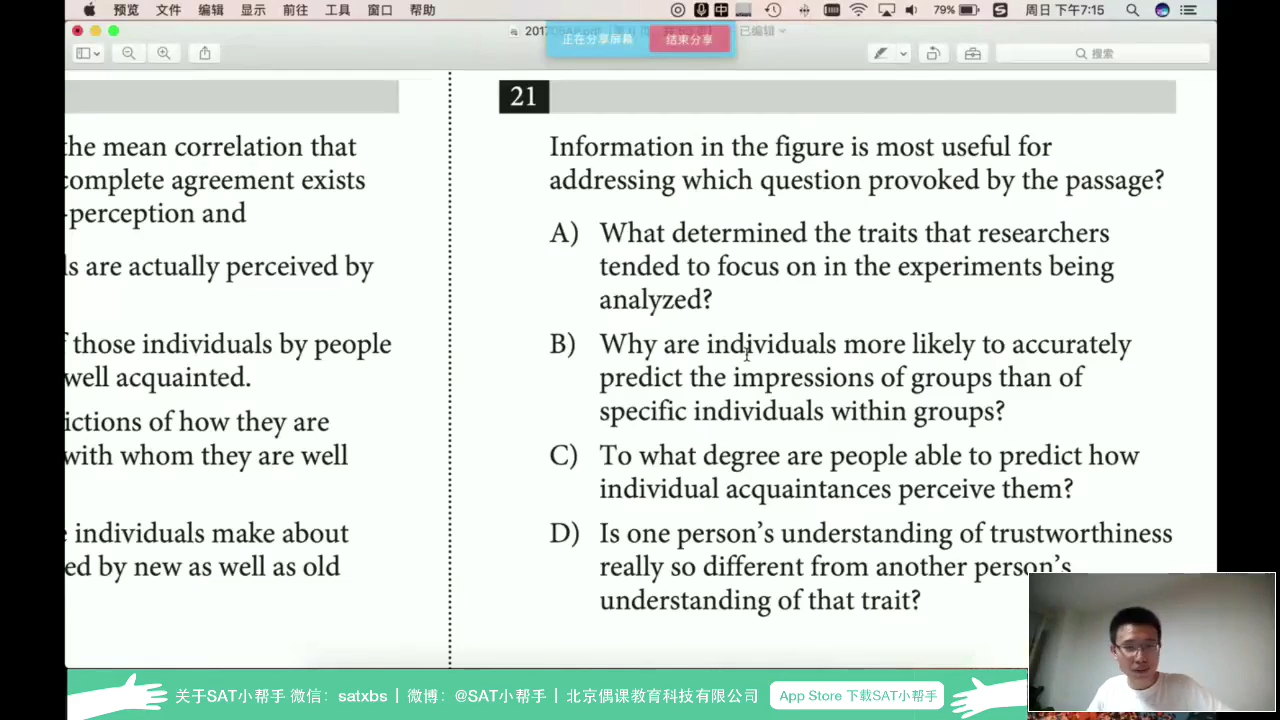 预览 文件 编辑 显示 前往 工具 窗口 帮助
中 79% S 周日 下午7:15
正在分享屏幕 结束分享
已编辑
搜索
the mean correlation that
complete agreement exists
-perception and
ls are actually perceived by
f those individuals by people
well acquainted.
ictions of how they are
with whom they are well
e individuals make about
ed by new as well as old
21
Information in the figure is most useful for
addressing which question provoked by the passage?
A) What determined the traits that researchers
tended to focus on in the experiments being
analyzed?
B) Why are individuals more likely to accurately
predict the impressions of groups than of
specific individuals within groups?
C) To what degree are people able to predict how
individual acquaintances perceive them?
D) Is one person's understanding of trustworthiness
really so different from another person's
understanding of that trait?
关于SAT小帮手 微信：satxbs | 微博：@SAT小帮手 | 北京偶课教育科技有限公司
App Store 下载SAT小帮手